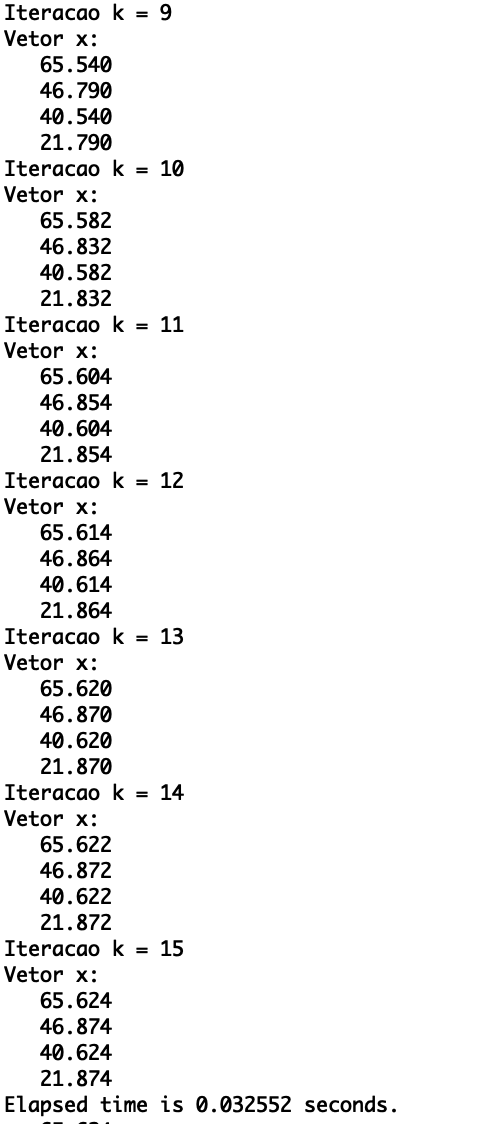 Iteracao k = 9
Vetor x:
65.540
46.790
40.540
21.790
Iteracao k = 10
Vetor x:
65.582
46.832
40.582
21.832
Iteracao k = 11
Vetor x:
65.604
46.854
40.604
21.854
Iteracao k = 12
Vetor x:
65.614
46.864
40.614
21.864
Iteracao k = 13
Vetor x:
65.620
46.870
40.620
21.870
Iteracao k = 14
Vetor x:
65.622
46.872
40.622
21.872
Iteracao k = 15
Vetor x:
65.624
46.874
40.624
21.874
Elapsed time is 0.032552 seconds.